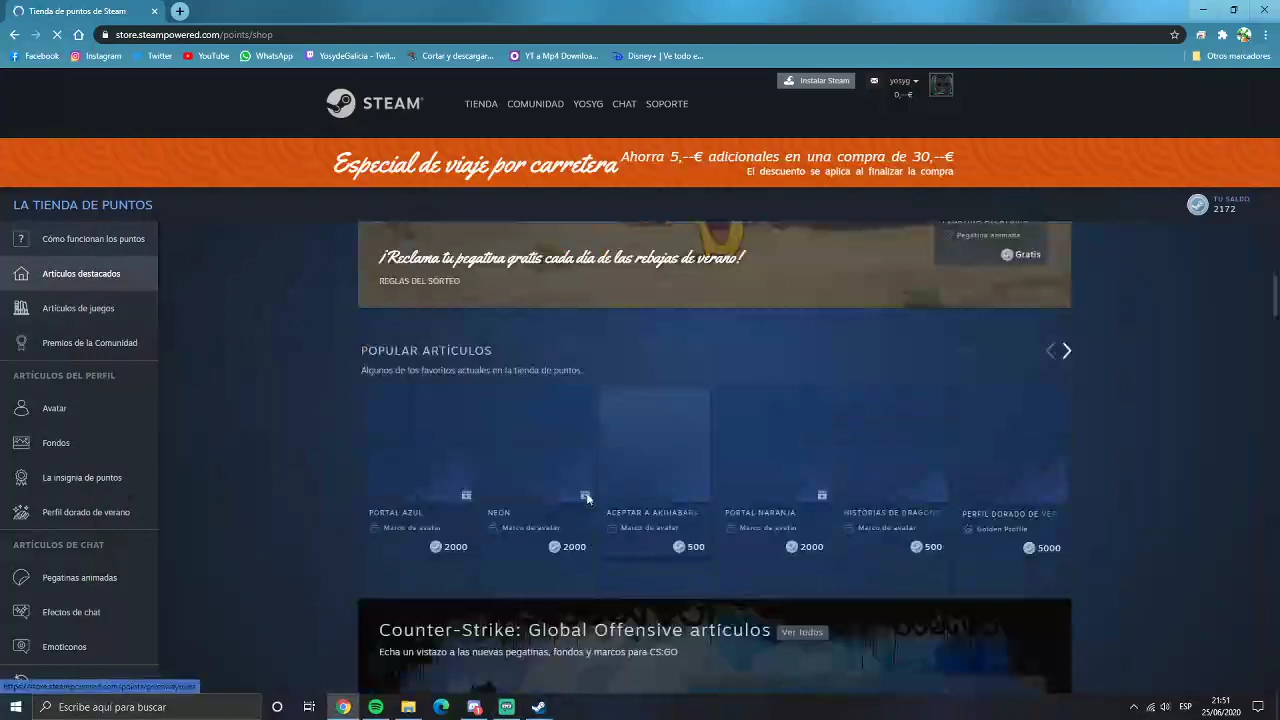 Tienda de Puntos
store.steampowered.com/points/shop
Facebook Instagram Twitter YouTube WhatsApp YosydeGalicia - Twit... Cortar y descargar... YT a Mp4 Downloa... Disney+ | Ve todo e... Otros marcadores
Instalar Steam yosyg
0,--€
STEAM® TIENDA COMUNIDAD YOSYG CHAT SOPORTE
Especial de viaje por carretera
Ahorra 5,--€ adicionales en una compra de 30,--€
El descuento se aplica al finalizar la compra
LA TIENDA DE PUNTOS
TU SALDO
2172
? Cómo funcionan los puntos
Artículos destacados
Artículos de juegos
Premios de la Comunidad
ARTÍCULOS DEL PERFIL
Avatar
Fondos
La insignia de puntos
Perfil dorado de verano
ARTÍCULOS DE CHAT
Pegatinas animadas
Efectos de chat
Emoticonos
Pegatina animada
Gratis
¡Reclama tu pegatina gratis cada día de las rebajas de verano!
REGLAS DEL SORTEO
POPULAR ARTÍCULOS
Algunos de los favoritos actuales en la tienda de puntos.
PORTAL AZUL NEÓN ACEPTAR A AKIHABARA PORTAL NARANJA HISTORIAS DE DRAGONS PERFIL DORADO DE VER
Marco de avatar Marco de avatar Marco de avatar Marco de avatar Marco de avatar Golden Profile
2000 2000 500 2000 500 5000
Counter-Strike: Global Offensive artículos Ver todos
Echa un vistazo a las nuevas pegatinas, fondos y marcos para CS:GO
Escribe aquí para buscar
ESP
21:51
25/06/2020